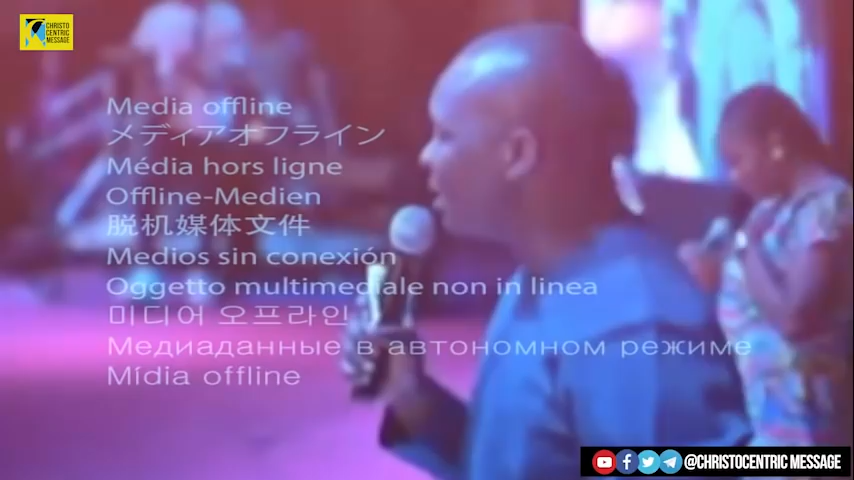 CHRISTO
CENTRIC
MESSAGE
Media offline
メディアオフライン
Média hors ligne
Offline-Medien
脱机媒体文件
Medios sin conexión
Oggetto multimediale non in linea
미디어 오프라인
Медиаданные в автономном режиме
Mídia offline
@CHRISTOCENTRIC MESSAGE